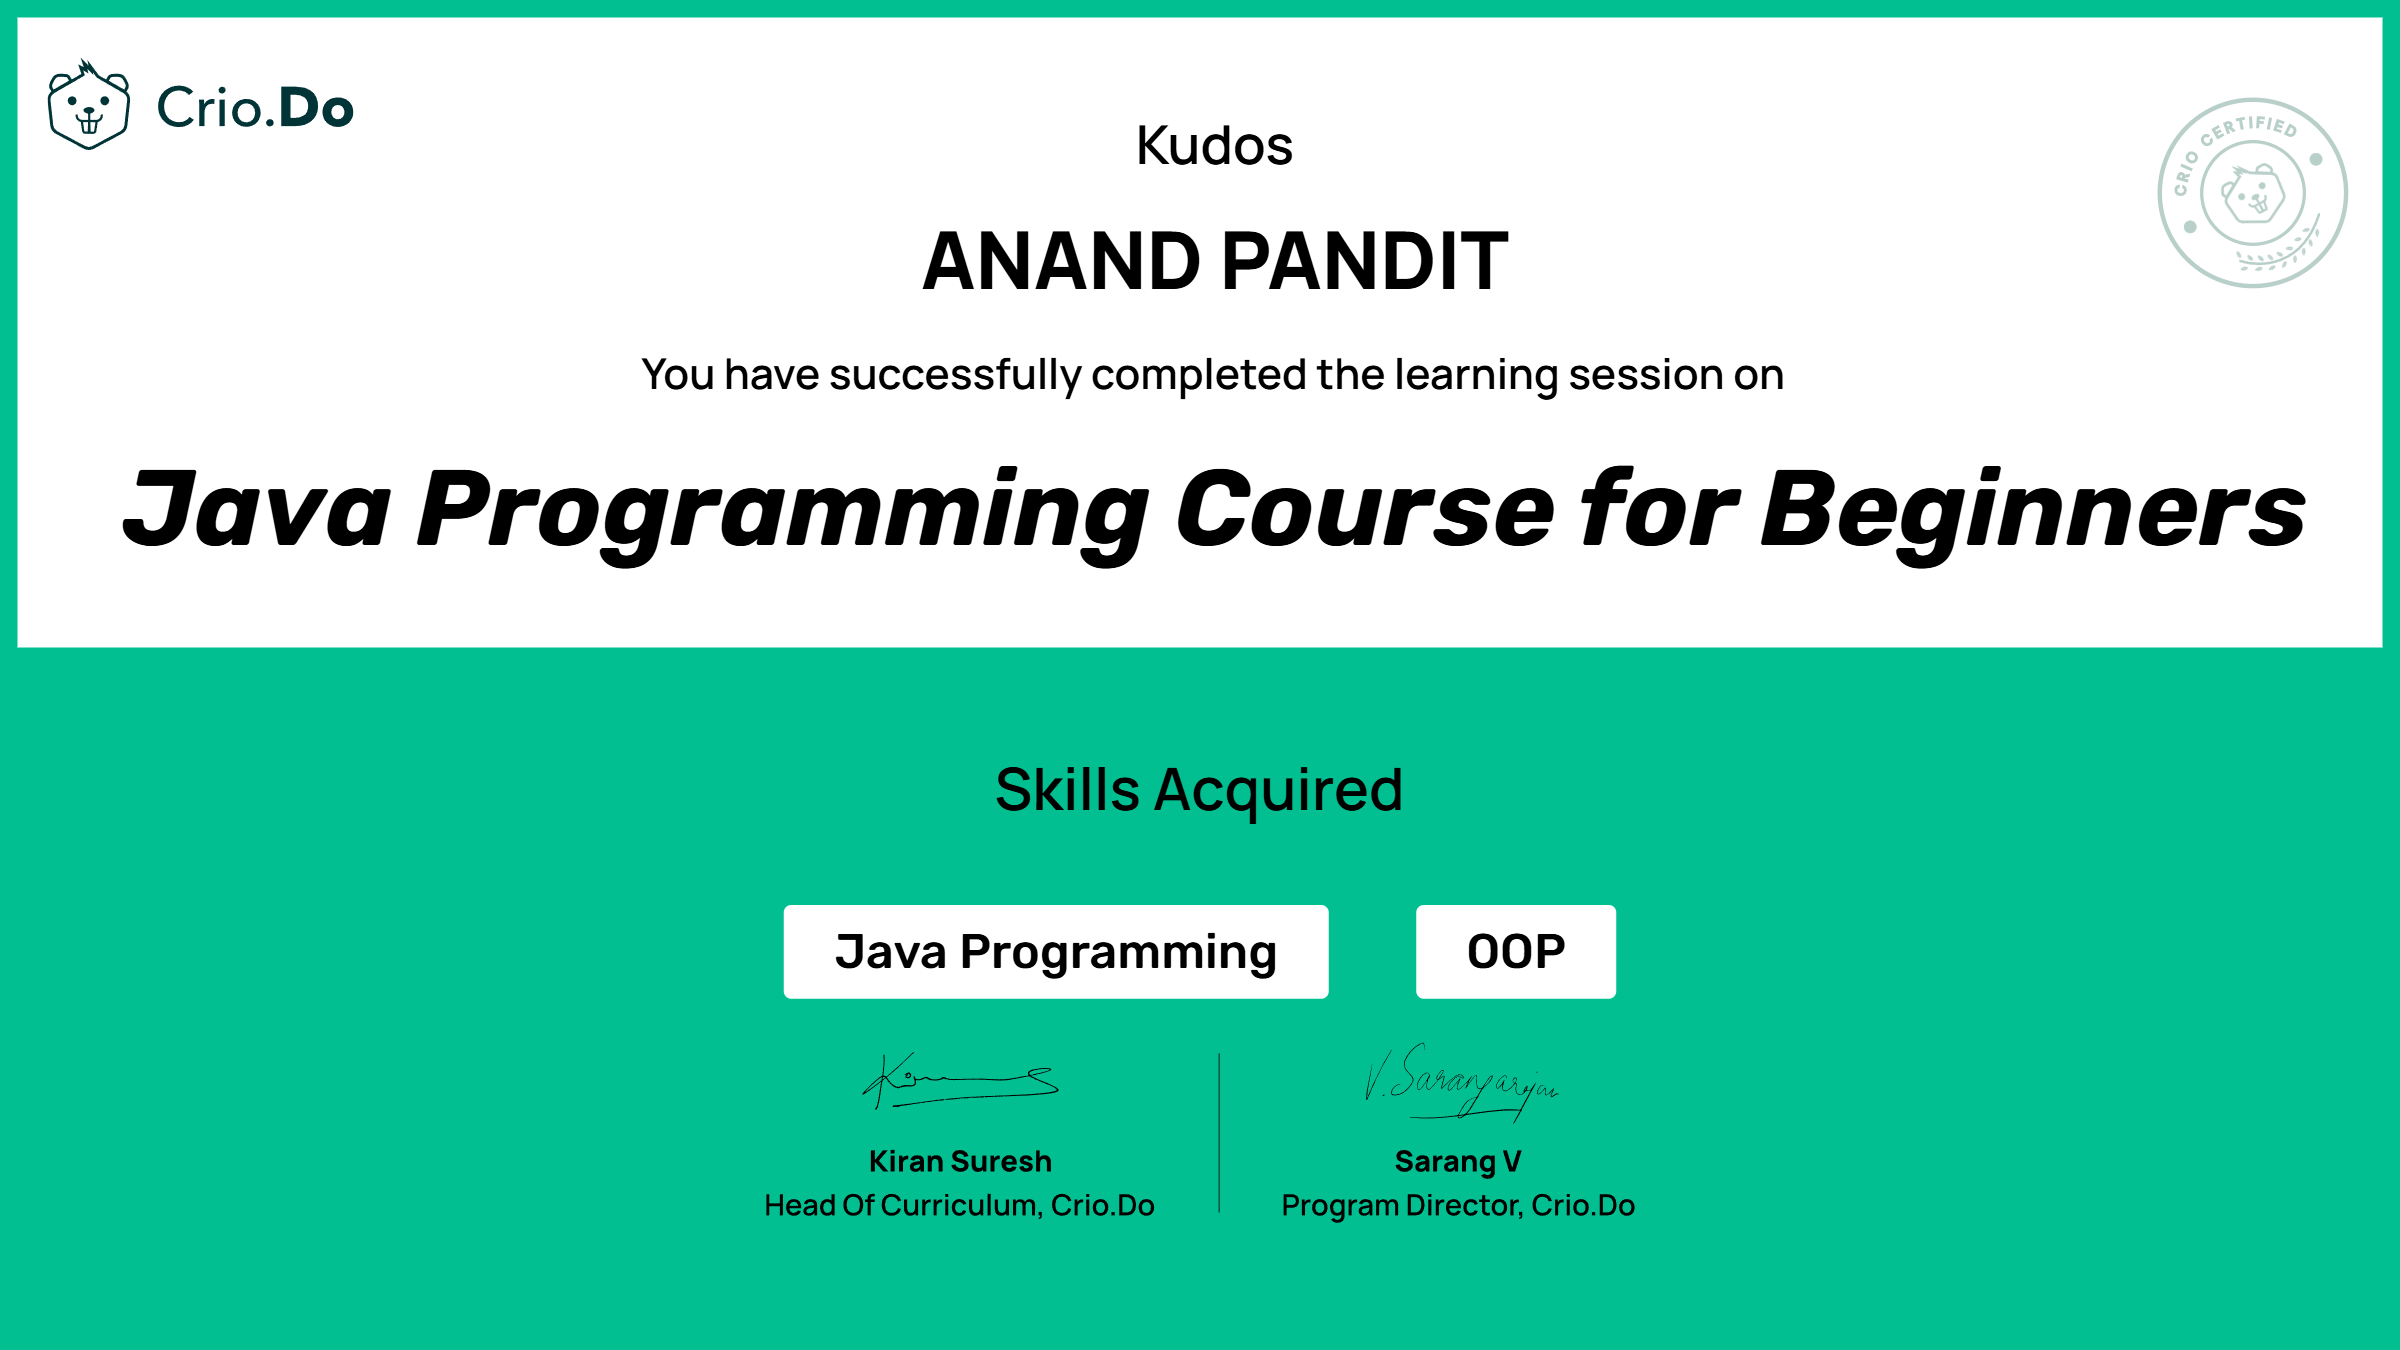 Crio.Do
Kudos
CRIO CERTIFIED
ANAND PANDIT
You have successfully completed the learning session on
Java Programming Course for Beginners
Skills Acquired
Java Programming
OOP
V. Sarangarajan
Kiran Suresh
Head Of Curriculum, Crio.Do
Sarang V
Program Director, Crio.Do